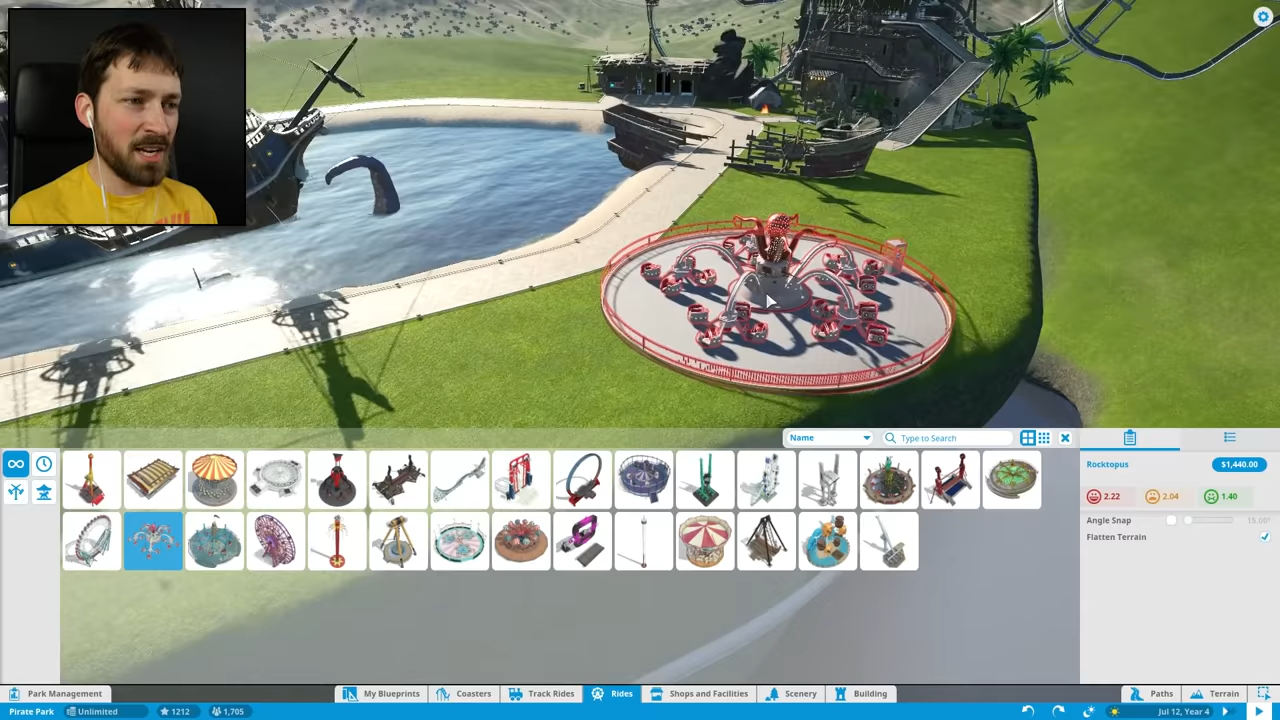 Name
Type to Search
Rocktopus
$1,440.00
2.22
2.04
1.40
Angle Snap
15.00°
Flatten Terrain
Park Management
My Blueprints
Coasters
Track Rides
Rides
Shops and Facilities
Scenery
Building
Paths
Terrain
Pirate Park
Unlimited
1212
1,705
Jul 12, Year 4